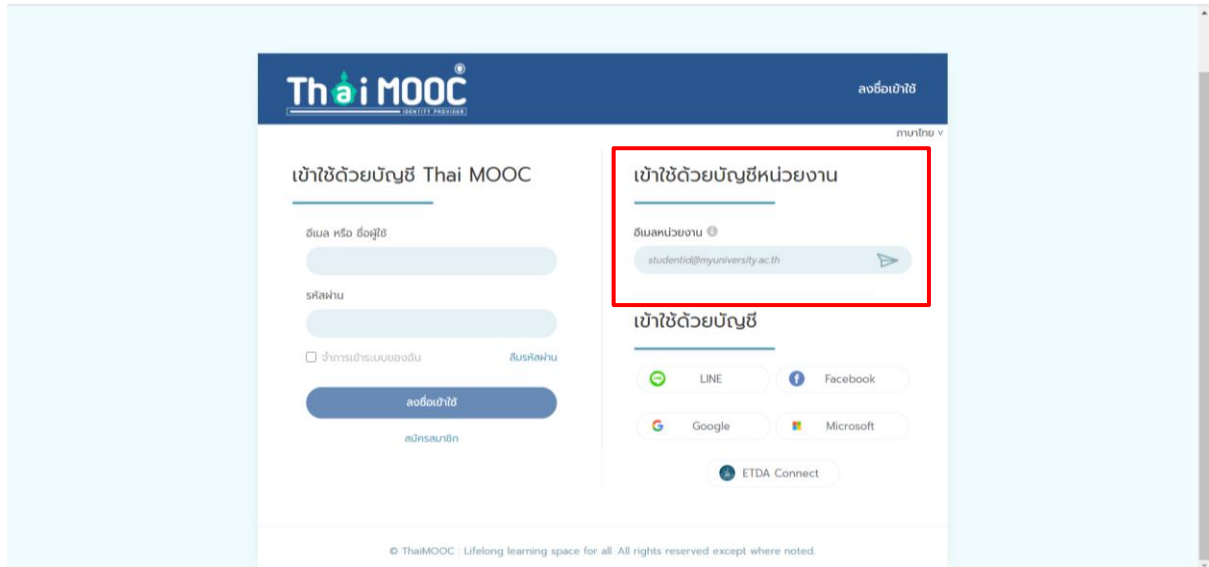 Thai MOOC
IDENTITY PROVIDER
ลงชื่อเข้าใช้
ภาษาไทย
เข้าใช้ด้วยบัญชี Thai MOOC
อีเมล หรือ ชื่อผู้ใช้
รหัสผ่าน
จำการเข้าระบบของฉัน
ลืมรหัสผ่าน
ลงชื่อเข้าใช้
สมัครสมาชิก
เข้าใช้ด้วยบัญชีหน่วยงาน
อีเมลหน่วยงาน
studentid@myuniversity.ac.th
เข้าใช้ด้วยบัญชี
LINE
Facebook
Google
Microsoft
ETDA Connect
© ThaiMOOC : Lifelong learning space for all. All rights reserved except where noted.